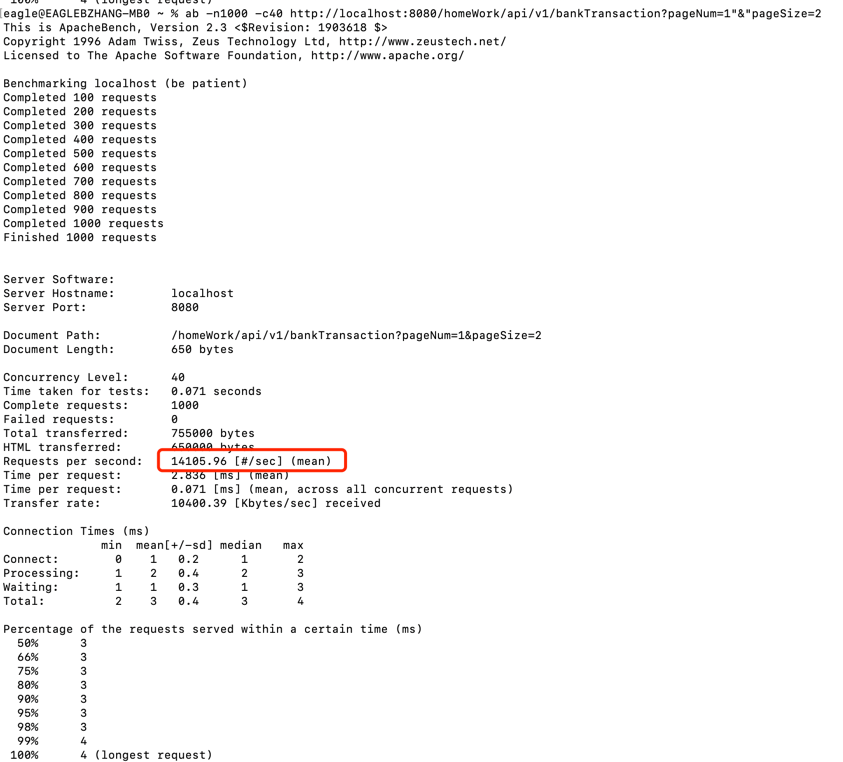 [eagle@EAGLEBZHANG-MB0 ~ % ab -n1000 -c40 http://localhost:8080/homeWork/api/v1/bankTransaction?pageNum=1"&"pageSize=2
This is ApacheBench, Version 2.3 <$Revision: 1903618 $>
Copyright 1996 Adam Twiss, Zeus Technology Ltd, http://www.zeustech.net/
Licensed to The Apache Software Foundation, http://www.apache.org/

Benchmarking localhost (be patient)
Completed 100 requests
Completed 200 requests
Completed 300 requests
Completed 400 requests
Completed 500 requests
Completed 600 requests
Completed 700 requests
Completed 800 requests
Completed 900 requests
Completed 1000 requests
Finished 1000 requests

Server Software:
Server Hostname: localhost
Server Port: 8080

Document Path: /homeWork/api/v1/bankTransaction?pageNum=1&pageSize=2
Document Length: 650 bytes

Concurrency Level: 40
Time taken for tests: 0.071 seconds
Complete requests: 1000
Failed requests: 0
Total transferred: 755000 bytes
HTML transferred: 650000 bytes
Requests per second: 14105.96 [#/sec] (mean)
Time per request: 2.836 [ms] (mean)
Time per request: 0.071 [ms] (mean, across all concurrent requests)
Transfer rate: 10400.39 [Kbytes/sec] received

Connection Times (ms)
min mean[+/-sd] median max
Connect: 0 1 0.2 1 2
Processing: 1 2 0.4 2 3
Waiting: 1 1 0.3 1 3
Total: 2 3 0.4 3 4

Percentage of the requests served within a certain time (ms)
50% 3
66% 3
75% 3
80% 3
90% 3
95% 3
98% 3
99% 4
100% 4 (longest request)